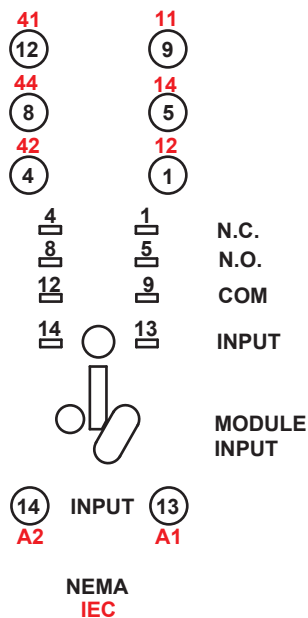 41 11
12 9
44 14
8 5
42 12
4 1
4 1 N.C.
8 5 N.O.
12 9 COM
14 13 INPUT
MODULE
INPUT
14 INPUT 13
A2 A1
NEMA
IEC